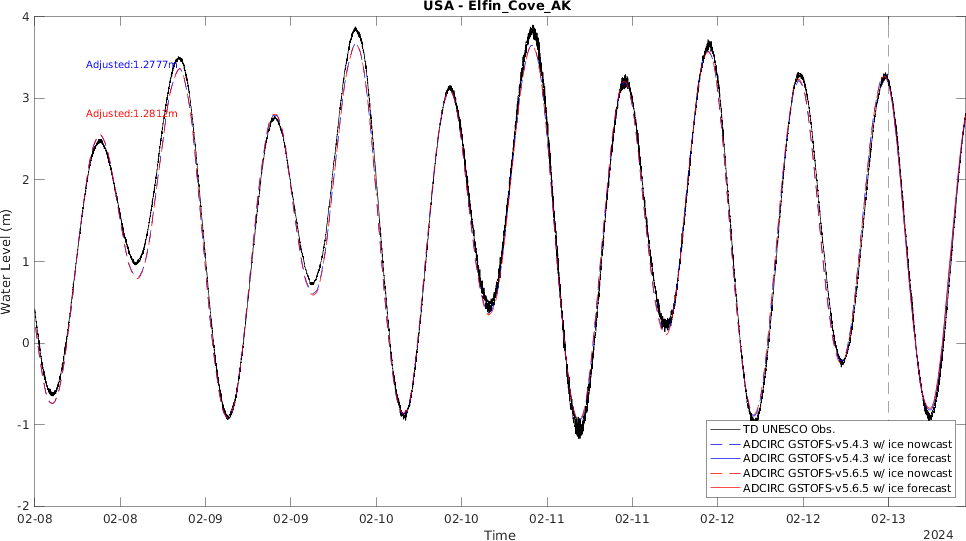 USA - Elfin_Cove_AK
4
3
2
1
0
-1
-2
Water Level (m)
Adjusted:1.2777m
Adjusted:1.2812m
TD UNESCO Obs.
ADCIRC GSTOFS-v5.4.3 w/ ice nowcast
ADCIRC GSTOFS-v5.4.3 w/ ice forecast
ADCIRC GSTOFS-v5.6.5 w/ ice nowcast
ADCIRC GSTOFS-v5.6.5 w/ ice forecast
02-08 02-08 02-09 02-09 02-10 02-10 02-11 02-11 02-12 02-12 02-13
Time
2024